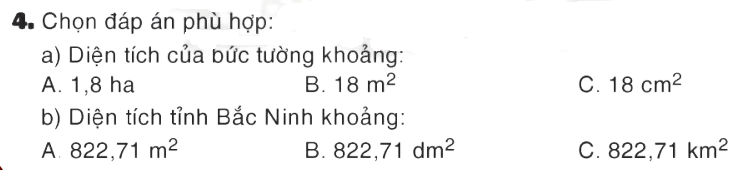 4. Chọn đáp án phù hợp:
a) Diện tích của bức tường khoảng:
A. 1,8 ha B. 18 m² C. 18 cm²
b) Diện tích tỉnh Bắc Ninh khoảng:
A. 822,71 m² B. 822,71 dm² C. 822,71 km²